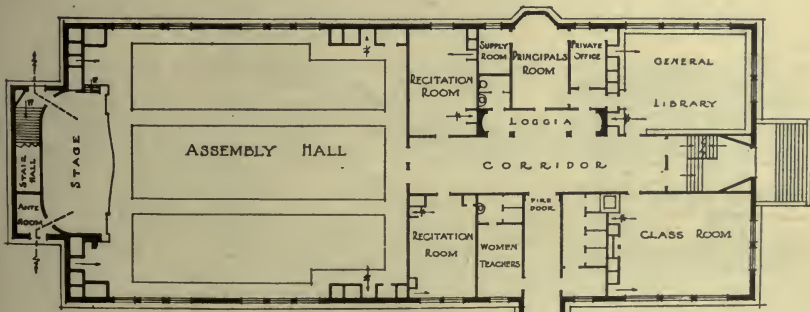 SUPPLY
ROOM
PRINCIPALS
ROOM
PRIVATE
OFFICE
RECITATION
ROOM
GENERAL
LIBRARY
LOGGIA
STAIR
HALL
STAGE
ASSEMBLY HALL
CORRIDOR
ANTE
ROOM
FIRE
DOOR
RECITATION
ROOM
WOMEN
TEACHERS
CLASS ROOM